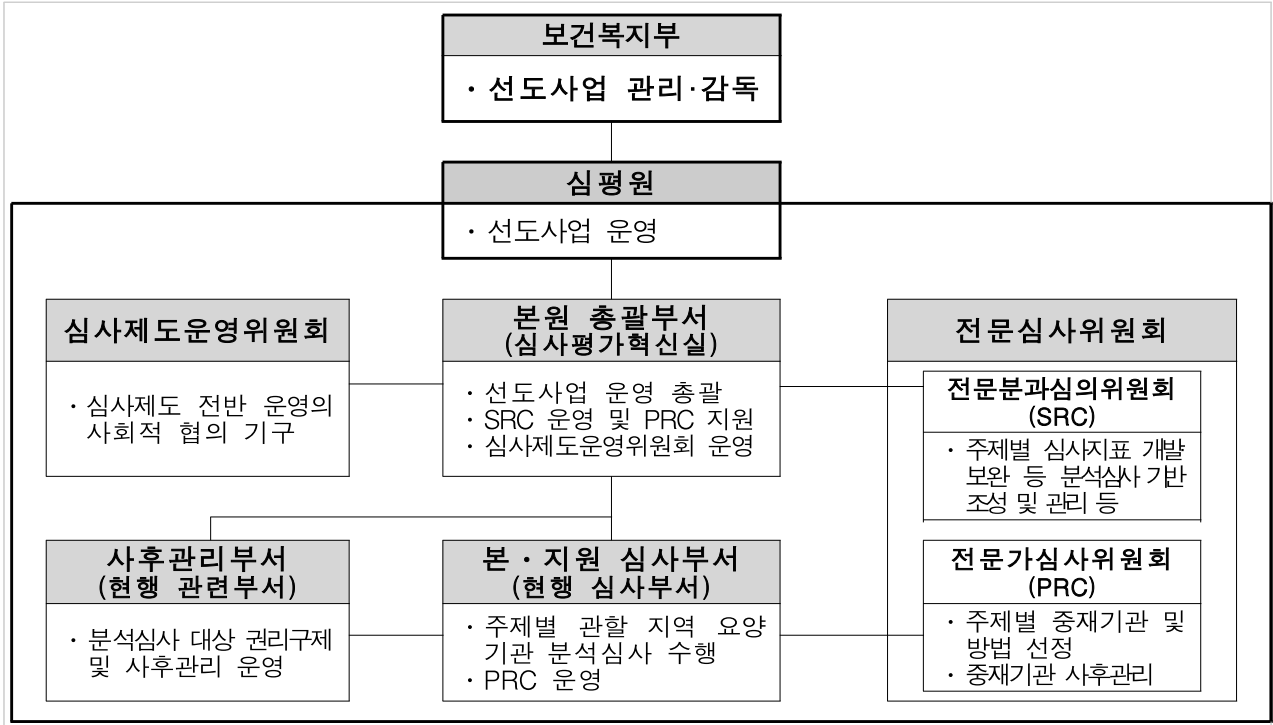 보건복지부
· 선도사업 관리·감독
심평원
· 선도사업 운영
심사제도운영위원회
· 심사제도 전반 운영의
사회적 협의 기구
본원 총괄부서
(심사평가혁신실)
· 선도사업 운영 총괄
· SRC 운영 및 PRC 지원
· 심사제도운영위원회 운영
전문심사위원회
전문분과심의위원회
(SRC)
· 주제별 심사지표 개발
보완 등 분석심사 기반
조성 및 관리 등
사후관리부서
(현행 관련부서)
· 분석심사 대상 권리구제
및 사후관리 운영
본·지원 심사부서
(현행 심사부서)
· 주제별 관할 지역 요양
기관 분석심사 수행
· PRC 운영
전문가심사위원회
(PRC)
· 주제별 중재기관 및
방법 선정
· 중재기관 사후관리